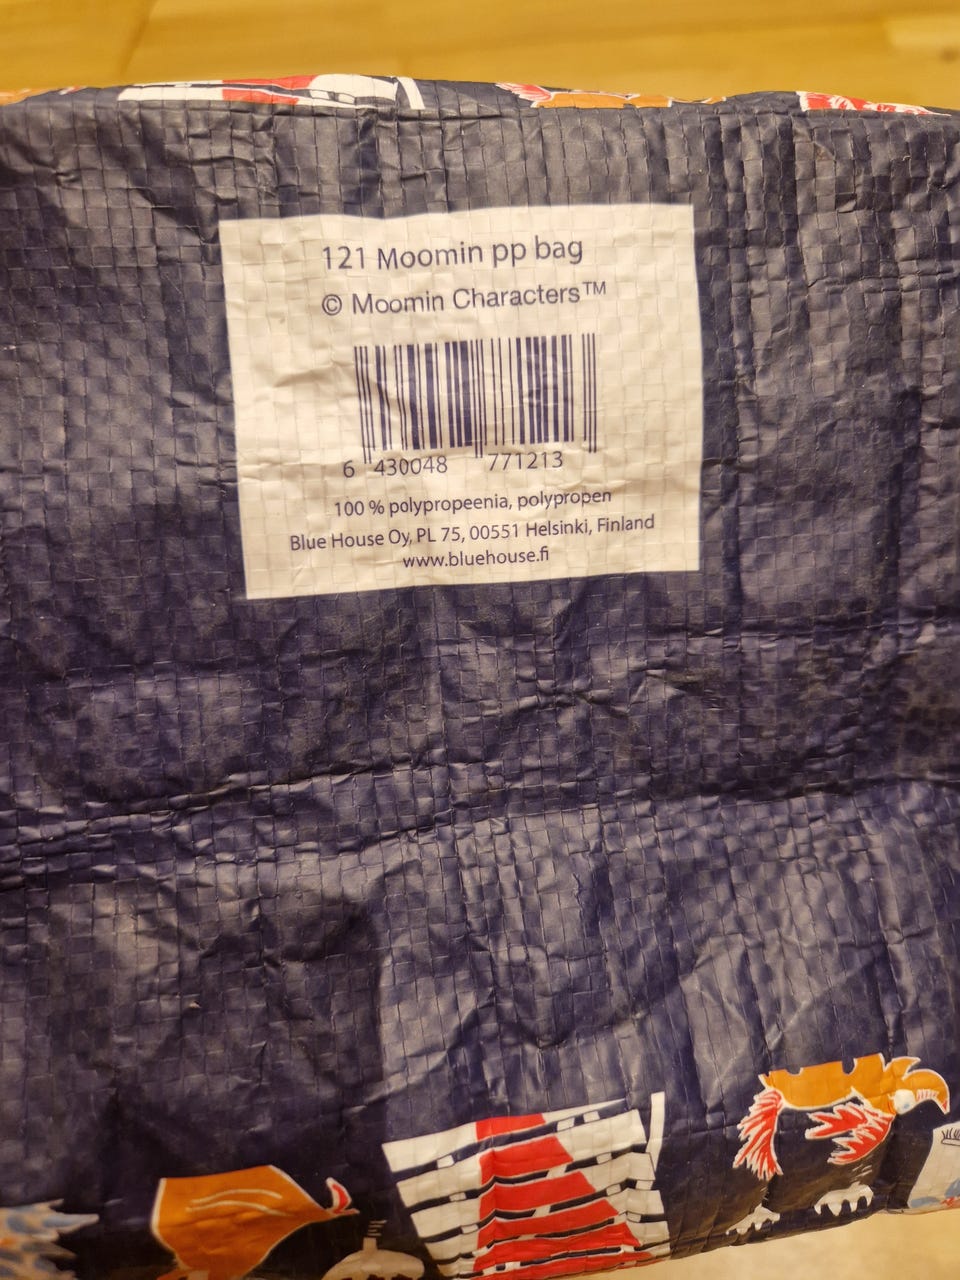 121 Moomin pp bag
© Moomin Characters™
6 430048 771213
100 % polypropeenia, polypropen
Blue House Oy, PL 75, 00551 Helsinki, Finland
www.bluehouse.fi